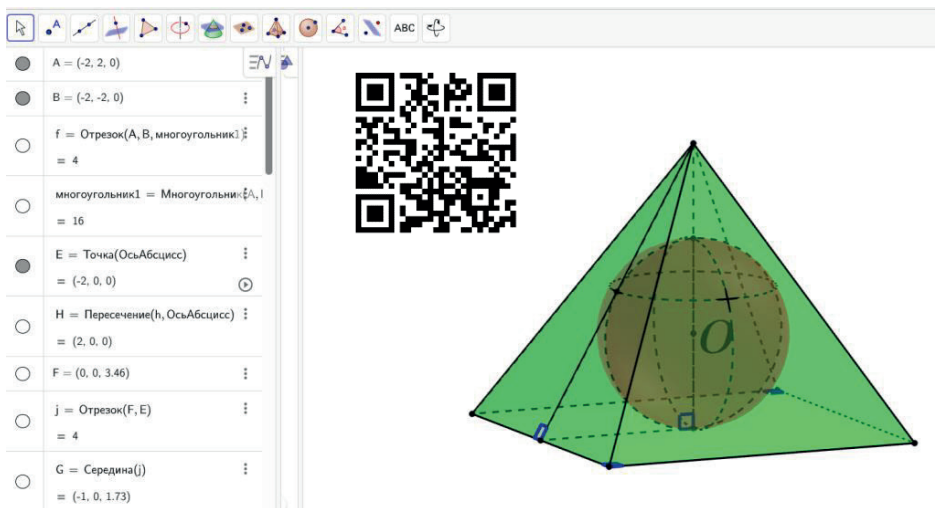 ABC
A = (-2, 2, 0)
B = (-2, -2, 0)
f = Отрезок(A, B, многоугольник1)
= 4
многоугольник1 = Многоугольник(A,
= 16
E = Точка(ОсьАбсцисс)
= (-2, 0, 0)
H = Пересечение(h, ОсьАбсцисс)
= (2, 0, 0)
F = (0, 0, 3.46)
j = Отрезок(F, E)
= 4
G = Середина(j)
= (-1, 0, 1.73)
A
O